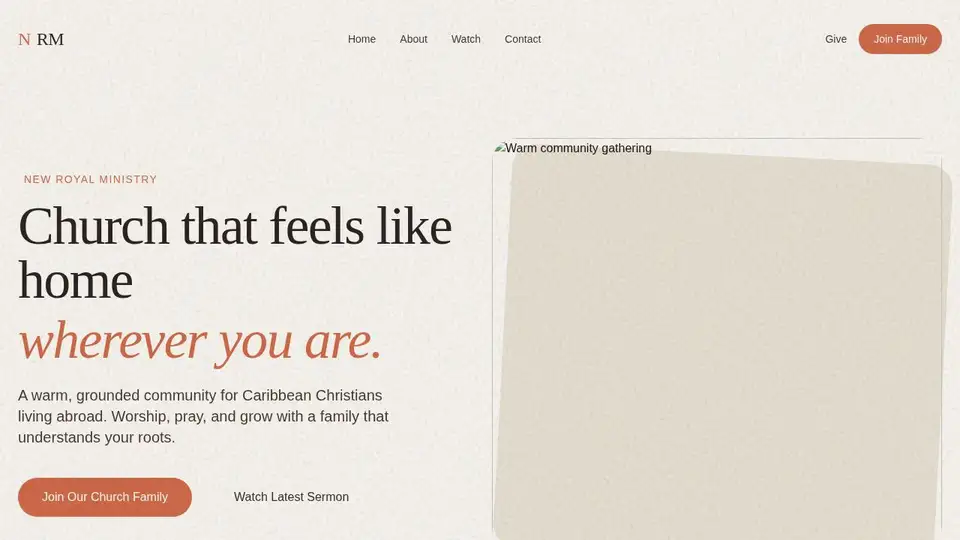 N RM
Home
About
Watch
Contact
Give
Join Family
Warm community gathering
NEW ROYAL MINISTRY
Church that feels like
home
wherever you are.
A warm, grounded community for Caribbean Christians
living abroad. Worship, pray, and grow with a family that
understands your roots.
Join Our Church Family
Watch Latest Sermon